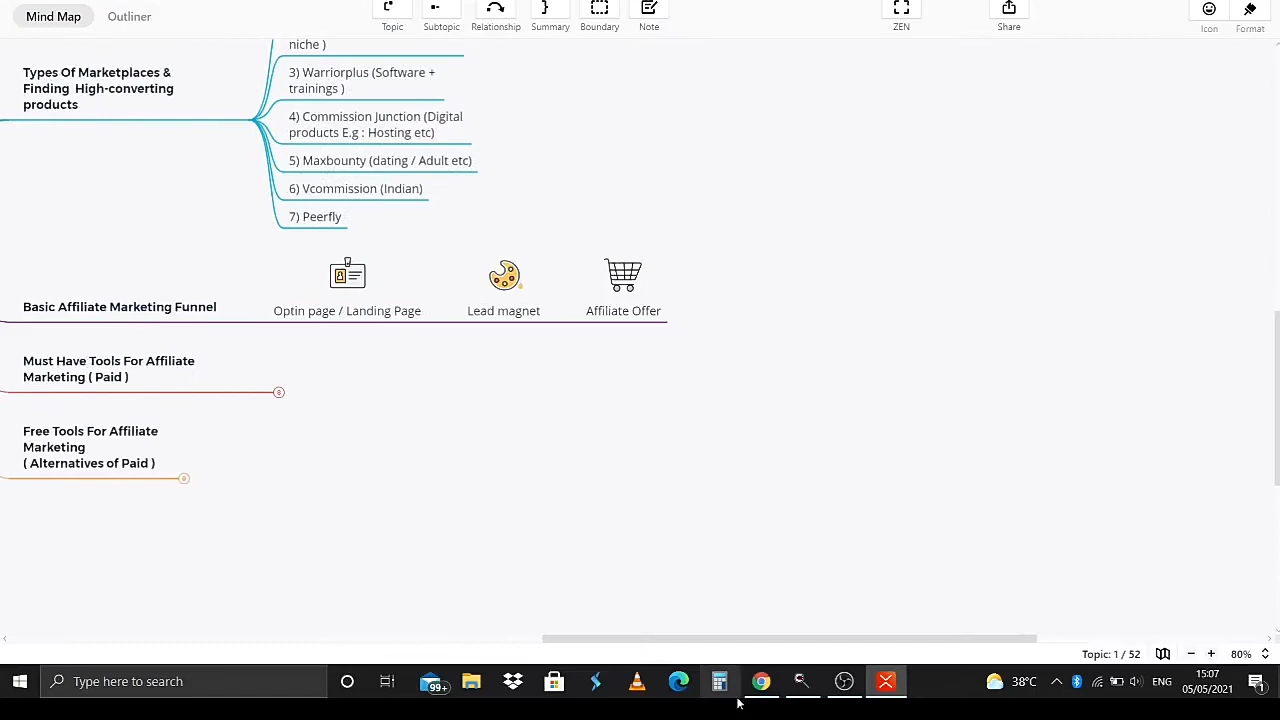 Mind Map
Outliner
Topic
Subtopic
Relationship
Summary
Boundary
Note
ZEN
Share
Icon
Format
niche )
Types Of Marketplaces &
Finding High-converting
products
3) Warriorplus (Software +
trainings )
4) Commission Junction (Digital
products E.g : Hosting etc)
5) Maxbounty (dating / Adult etc)
6) Vcommission (Indian)
7) Peerfly
Basic Affiliate Marketing Funnel
Optin page / Landing Page
Lead magnet
Affiliate Offer
Must Have Tools For Affiliate
Marketing ( Paid )
Free Tools For Affiliate
Marketing
( Alternatives of Paid )
Topic: 1 / 52
80%
Type here to search
99+
38°C
ENG
15:07
05/05/2021